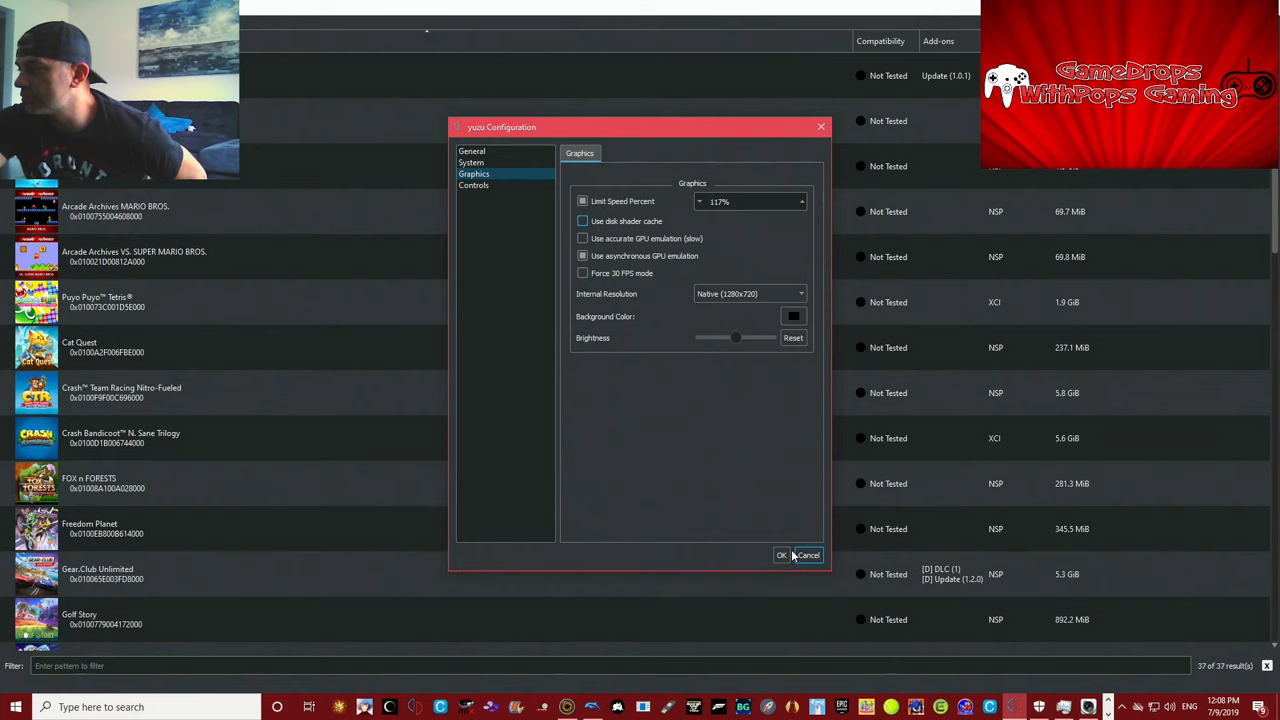 Compatibility
Add-ons
Not Tested
Update (1.0.1)
Not Tested
Not Tested
GameDrops
WithPops Gaming
yuzu Configuration
General
System
Graphics
Controls
Graphics
Graphics
Limit Speed Percent
117%
Use disk shader cache
Use accurate GPU emulation (slow)
Use asynchronous GPU emulation
Force 30 FPS mode
Internal Resolution
Native (1280x720)
Background Color:
Brightness
Reset
OK
Cancel
Arcade Archives MARIO BROS.
0x0100755004608000
Not Tested
NSP
69.7 MiB
Arcade Archives VS. SUPER MARIO BROS.
0x010021D00812A000
Not Tested
NSP
69.8 MiB
Puyo Puyo™ Tetris®
0x010073C001D5E000
Not Tested
XCI
1.9 GiB
Cat Quest
0x0100A2F006FBE000
Not Tested
NSP
237.1 MiB
Crash™ Team Racing Nitro-Fueled
0x0100F9F00C696000
Not Tested
NSP
5.8 GiB
Crash Bandicoot™ N. Sane Trilogy
0x0100D1B006744000
Not Tested
XCI
5.6 GiB
FOX n FORESTS
0x01008A100A028000
Not Tested
NSP
281.3 MiB
Freedom Planet
0x0100EB800B614000
Not Tested
NSP
345.5 MiB
Gear.Club Unlimited
0x010065E003FD8000
Not Tested
[D] DLC (1)
[D] Update (1.2.0)
NSP
5.3 GiB
Golf Story
0x0100779004172000
Not Tested
NSP
892.2 MiB
Filter:
Enter pattern to filter
37 of 37 result(s)
X
Type here to search
ENG
12:08 PM
7/9/2019